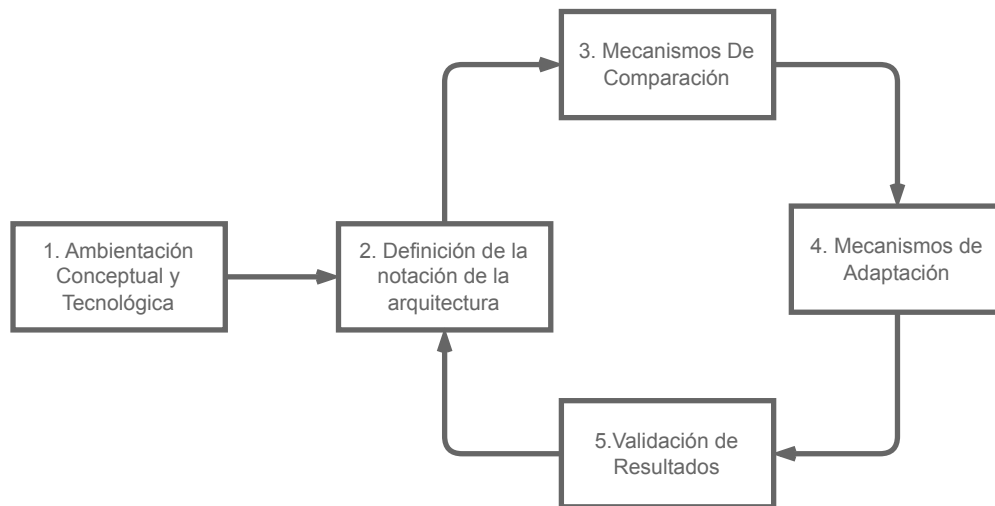 3. Mecanismos De
Comparación
1. Ambientación
Conceptual y
Tecnológica
2. Definición de la
notación de la
arquitectura
4. Mecanismos de
Adaptación
5.Validación de
Resultados